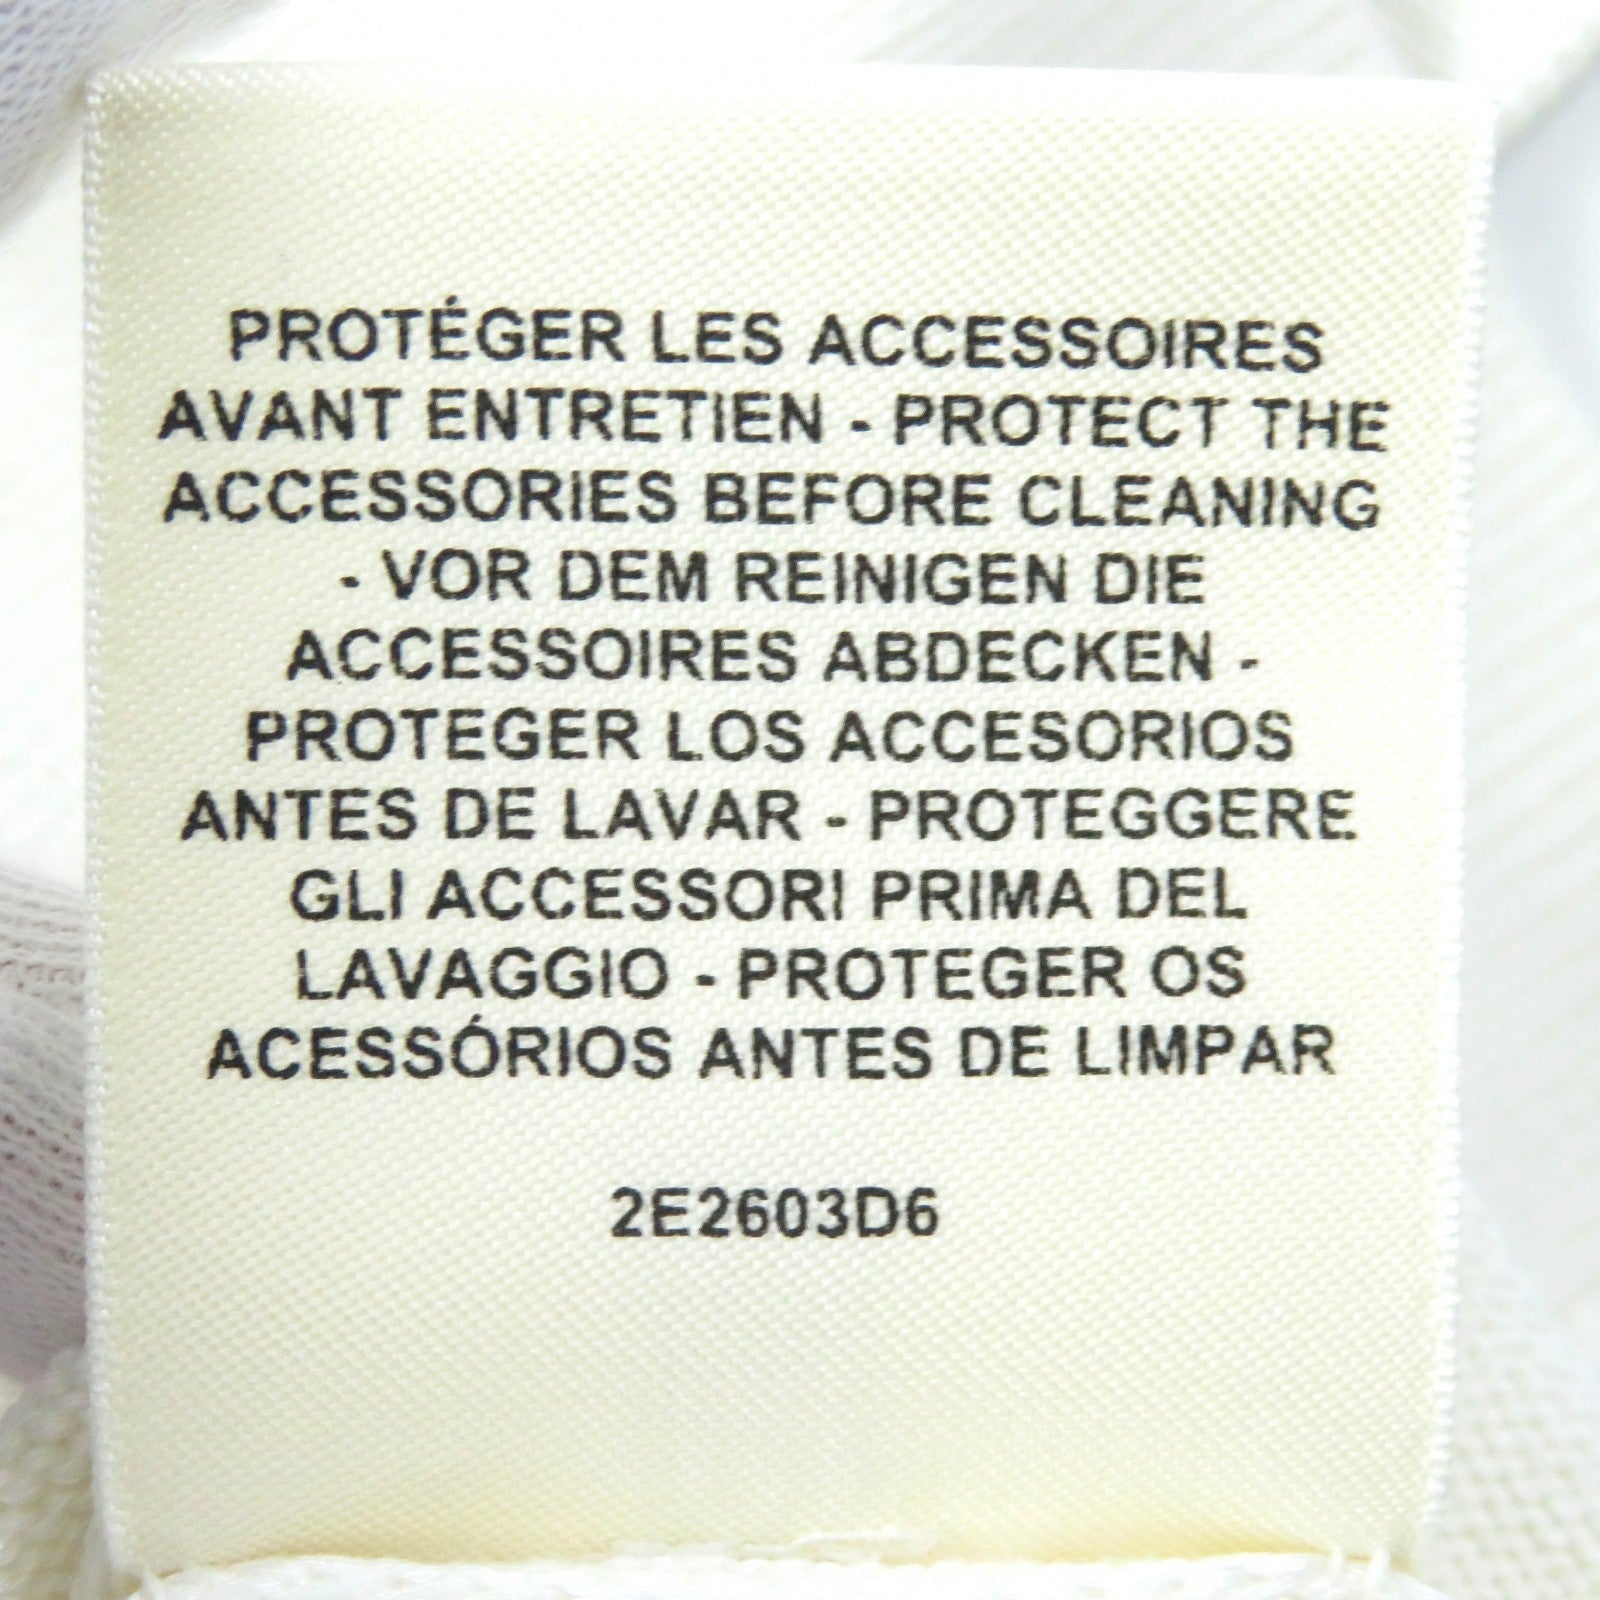 PROTÉGER LES ACCESSOIRES
AVANT ENTRETIEN - PROTECT THE
ACCESSORIES BEFORE CLEANING
- VOR DEM REINIGEN DIE
ACCESSOIRES ABDECKEN -
PROTEGER LOS ACCESORIOS
ANTES DE LAVAR - PROTEGGERE
GLI ACCESSORI PRIMA DEL
LAVAGGIO - PROTEGER OS
ACESSÓRIOS ANTES DE LIMPAR
2E2603D6